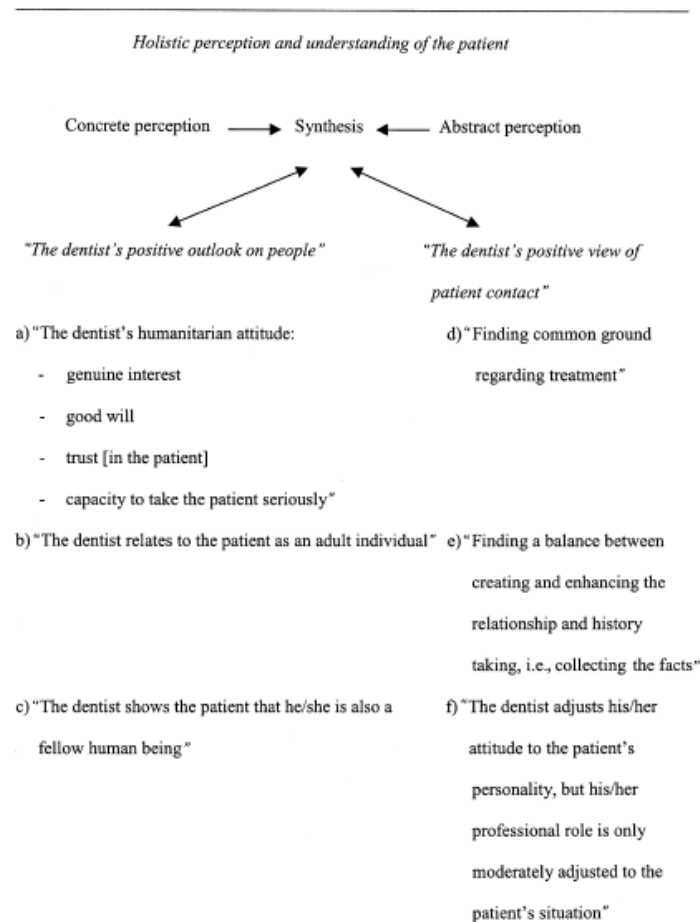 Holistic perception and understanding of the patient
Concrete perception Synthesis Abstract perception
"The dentist's positive outlook on people"
"The dentist's positive view of
patient contact"
a) "The dentist's humanitarian attitude:
- genuine interest
- good will
- trust [in the patient]
- capacity to take the patient seriously"
d) "Finding common ground
regarding treatment"
b) "The dentist relates to the patient as an adult individual"
e) "Finding a balance between
creating and enhancing the
relationship and history
taking, i.e., collecting the facts"
c) "The dentist shows the patient that he/she is also a
fellow human being"
f) "The dentist adjusts his/her
attitude to the patient's
personality, but his/her
professional role is only
moderately adjusted to the
patient's situation"